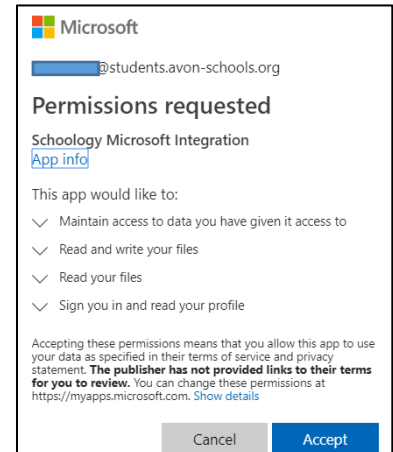 Microsoft
@students.avon-schools.org
Permissions requested
Schoology Microsoft Integration
App info
This app would like to:
Maintain access to data you have given it access to
Read and write your files
Read your files
Sign you in and read your profile
Accepting these permissions means that you allow this app to use
your data as specified in their terms of service and privacy
statement. The publisher has not provided links to their terms
for you to review. You can change these permissions at
https://myapps.microsoft.com. Show details
Cancel Accept